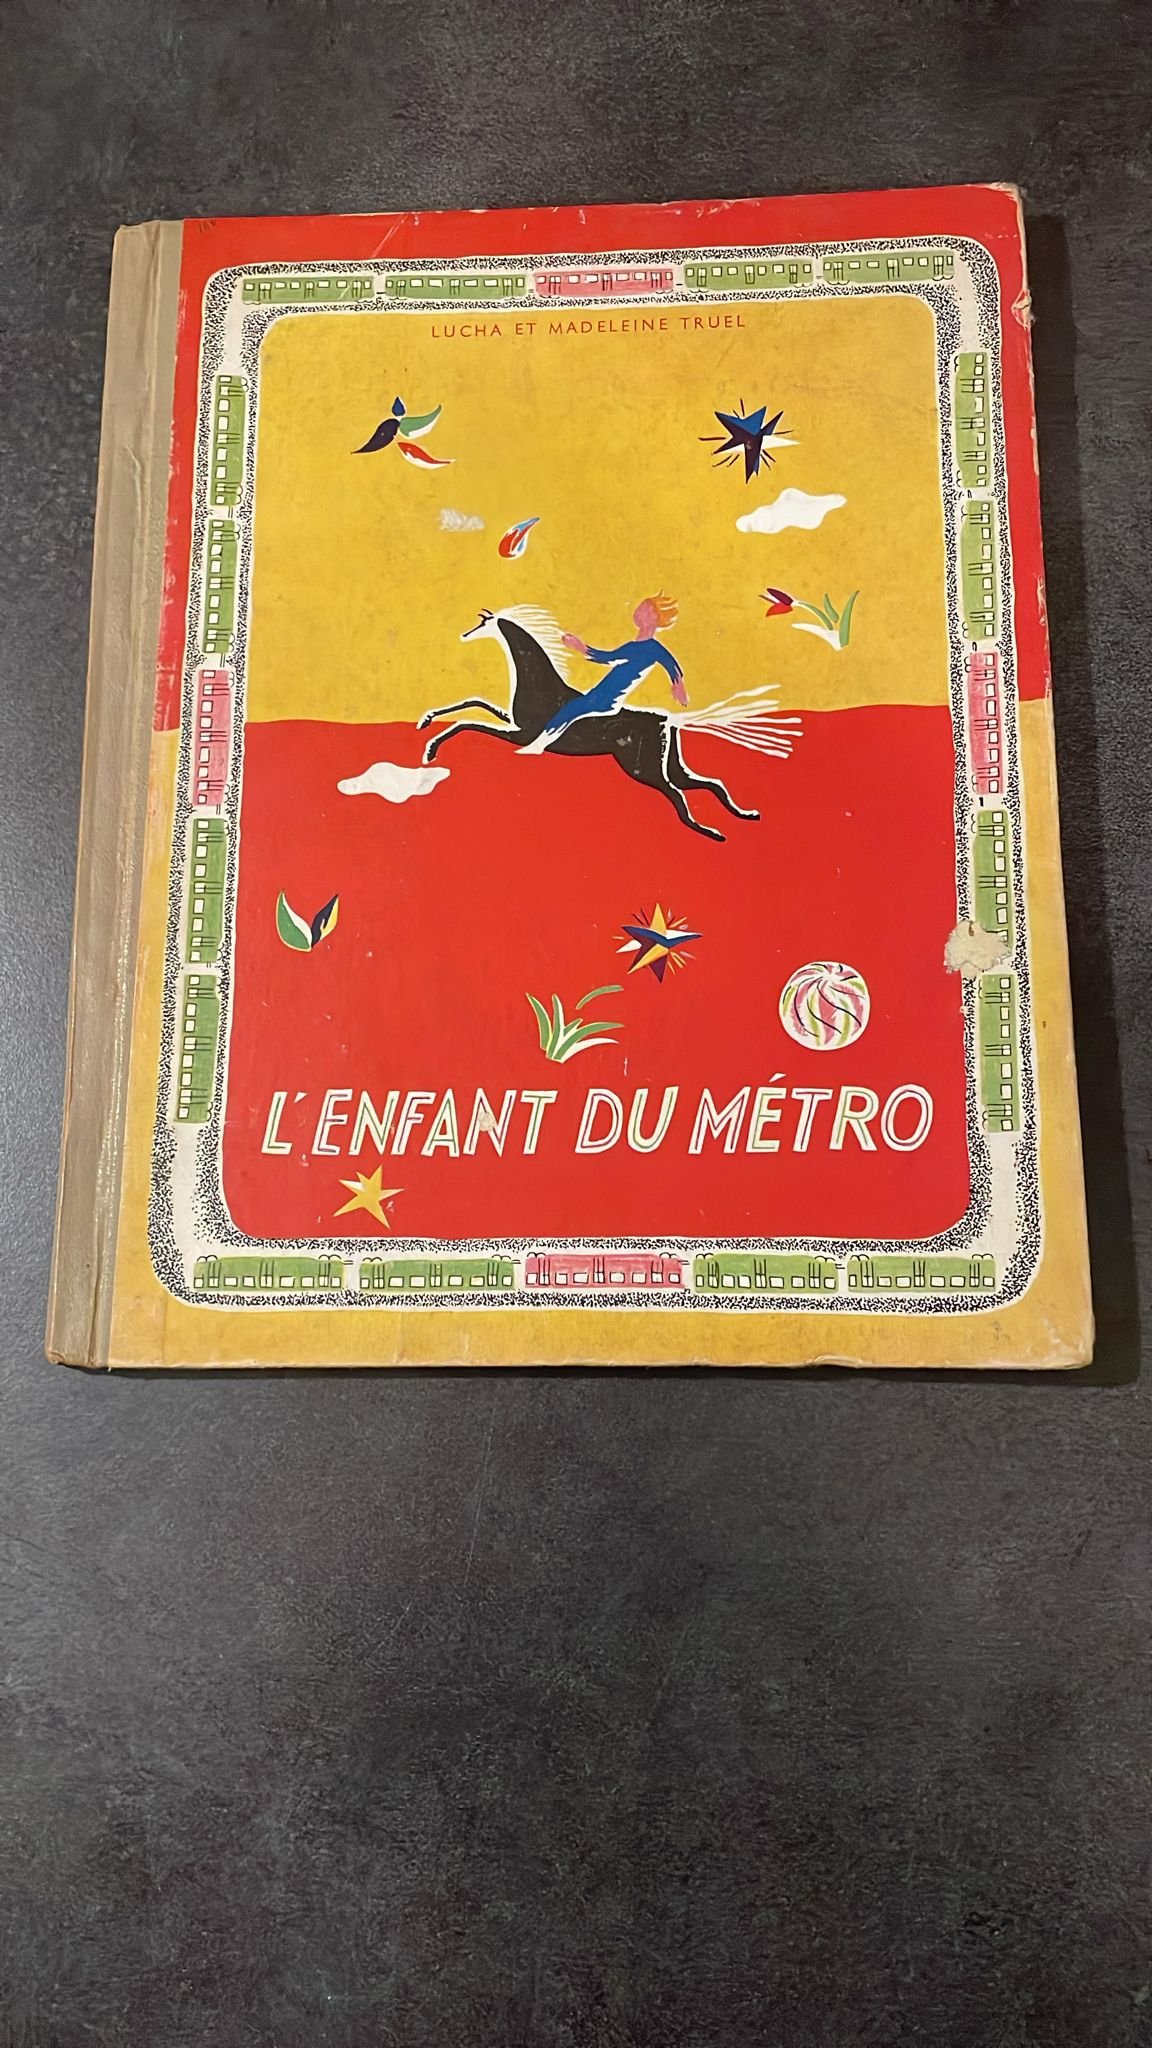 LUCHA ET MADELEINE TRUEL
L'ENFANT DU MÉTRO